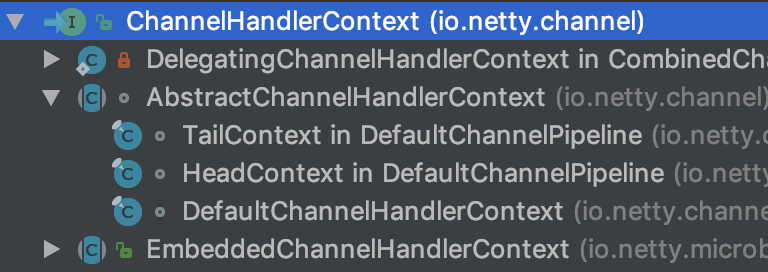 ChannelHandlerContext (io.netty.channel)
DelegatingChannelHandlerContext in CombinedCha
AbstractChannelHandlerContext (io.netty.channel)
TailContext in DefaultChannelPipeline (io.netty.c
HeadContext in DefaultChannelPipeline (io.netty
DefaultChannelHandlerContext (io.netty.channe
EmbeddedChannelHandlerContext (io.netty.microb